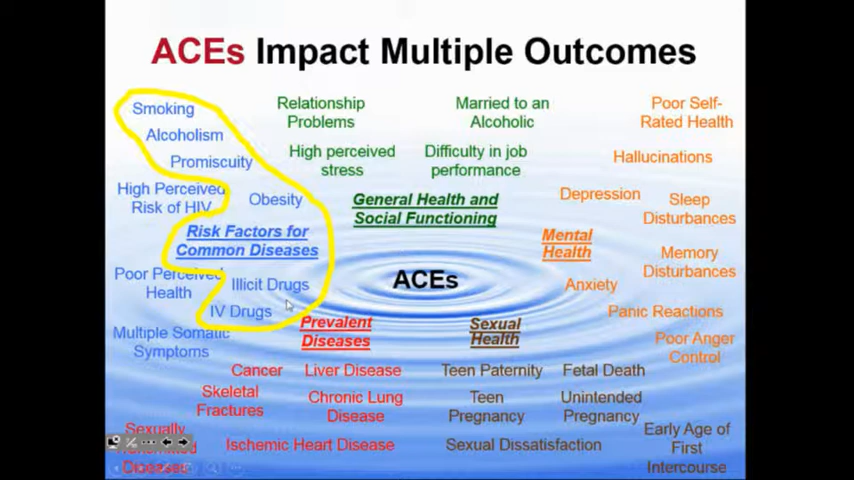 ACEs Impact Multiple Outcomes
Smoking
Alcoholism
Promiscuity
High Perceived
Risk of HIV
Obesity
Risk Factors for
Common Diseases
Poor Perceived
Health
Illicit Drugs
IV Drugs
Multiple Somatic
Symptoms
Relationship
Problems
Married to an
Alcoholic
High perceived
stress
Difficulty in job
performance
General Health and
Social Functioning
ACEs
Poor Self-
Rated Health
Hallucinations
Depression
Sleep
Disturbances
Mental
Health
Memory
Disturbances
Anxiety
Panic Reactions
Poor Anger
Control
Prevalent
Diseases
Cancer
Liver Disease
Skeletal
Fractures
Chronic Lung
Disease
Sexually
Diseases
Ischemic Heart Disease
Sexual
Health
Teen Paternity
Fetal Death
Teen
Pregnancy
Unintended
Pregnancy
Sexual Dissatisfaction
Early Age of
First
Intercourse